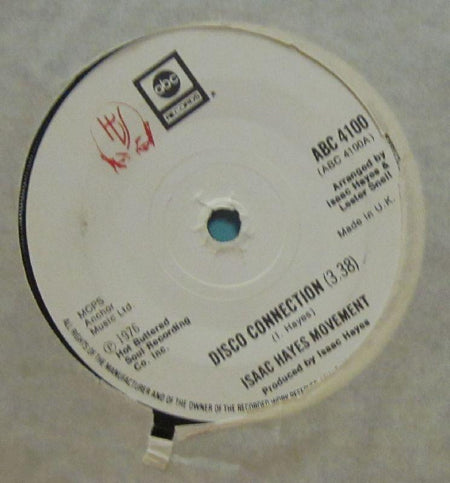 abc
RECORDS
ABC 4100
(ABC 4100A)
Arranged by
Isaac Hayes &
Lester Snell
Made in U.K.
MCPS
Anchor
Music Ltd.
℗ 1976
Hot Buttered
Soul Recording
Co, Inc.
DISCO CONNECTION (3.38)
(I. Hayes)
ISAAC HAYES MOVEMENT
Produced by Isaac Hayes
ALL RIGHTS OF THE MANUFACTURER AND OF THE OWNER OF THE RECORDED WORK